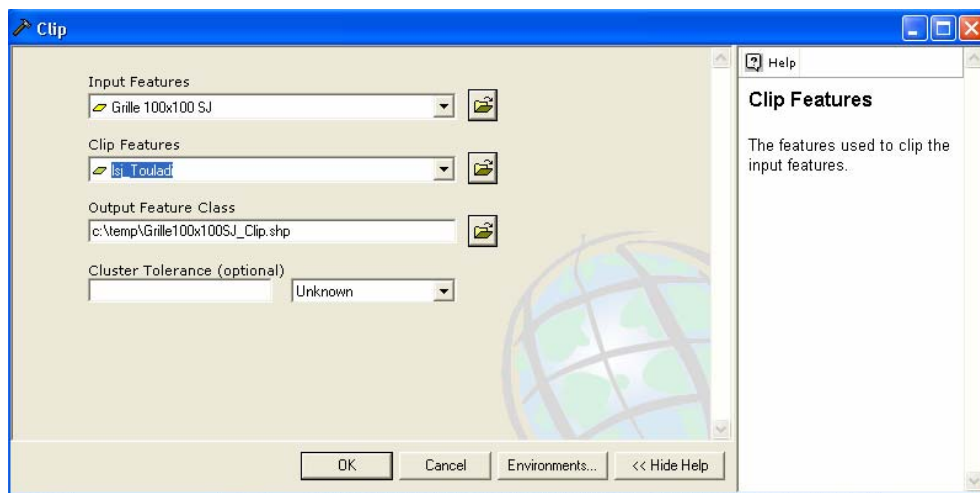 Clip
Input Features
Grille 100x100 SJ
Clip Features
lsj_Touladi
Output Feature Class
c:\temp\Grille100x100SJ_Clip.shp
Cluster Tolerance (optional)
Unknown
OK
Cancel
Environments...
<< Hide Help
Help
Clip Features
The features used to clip the
input features.